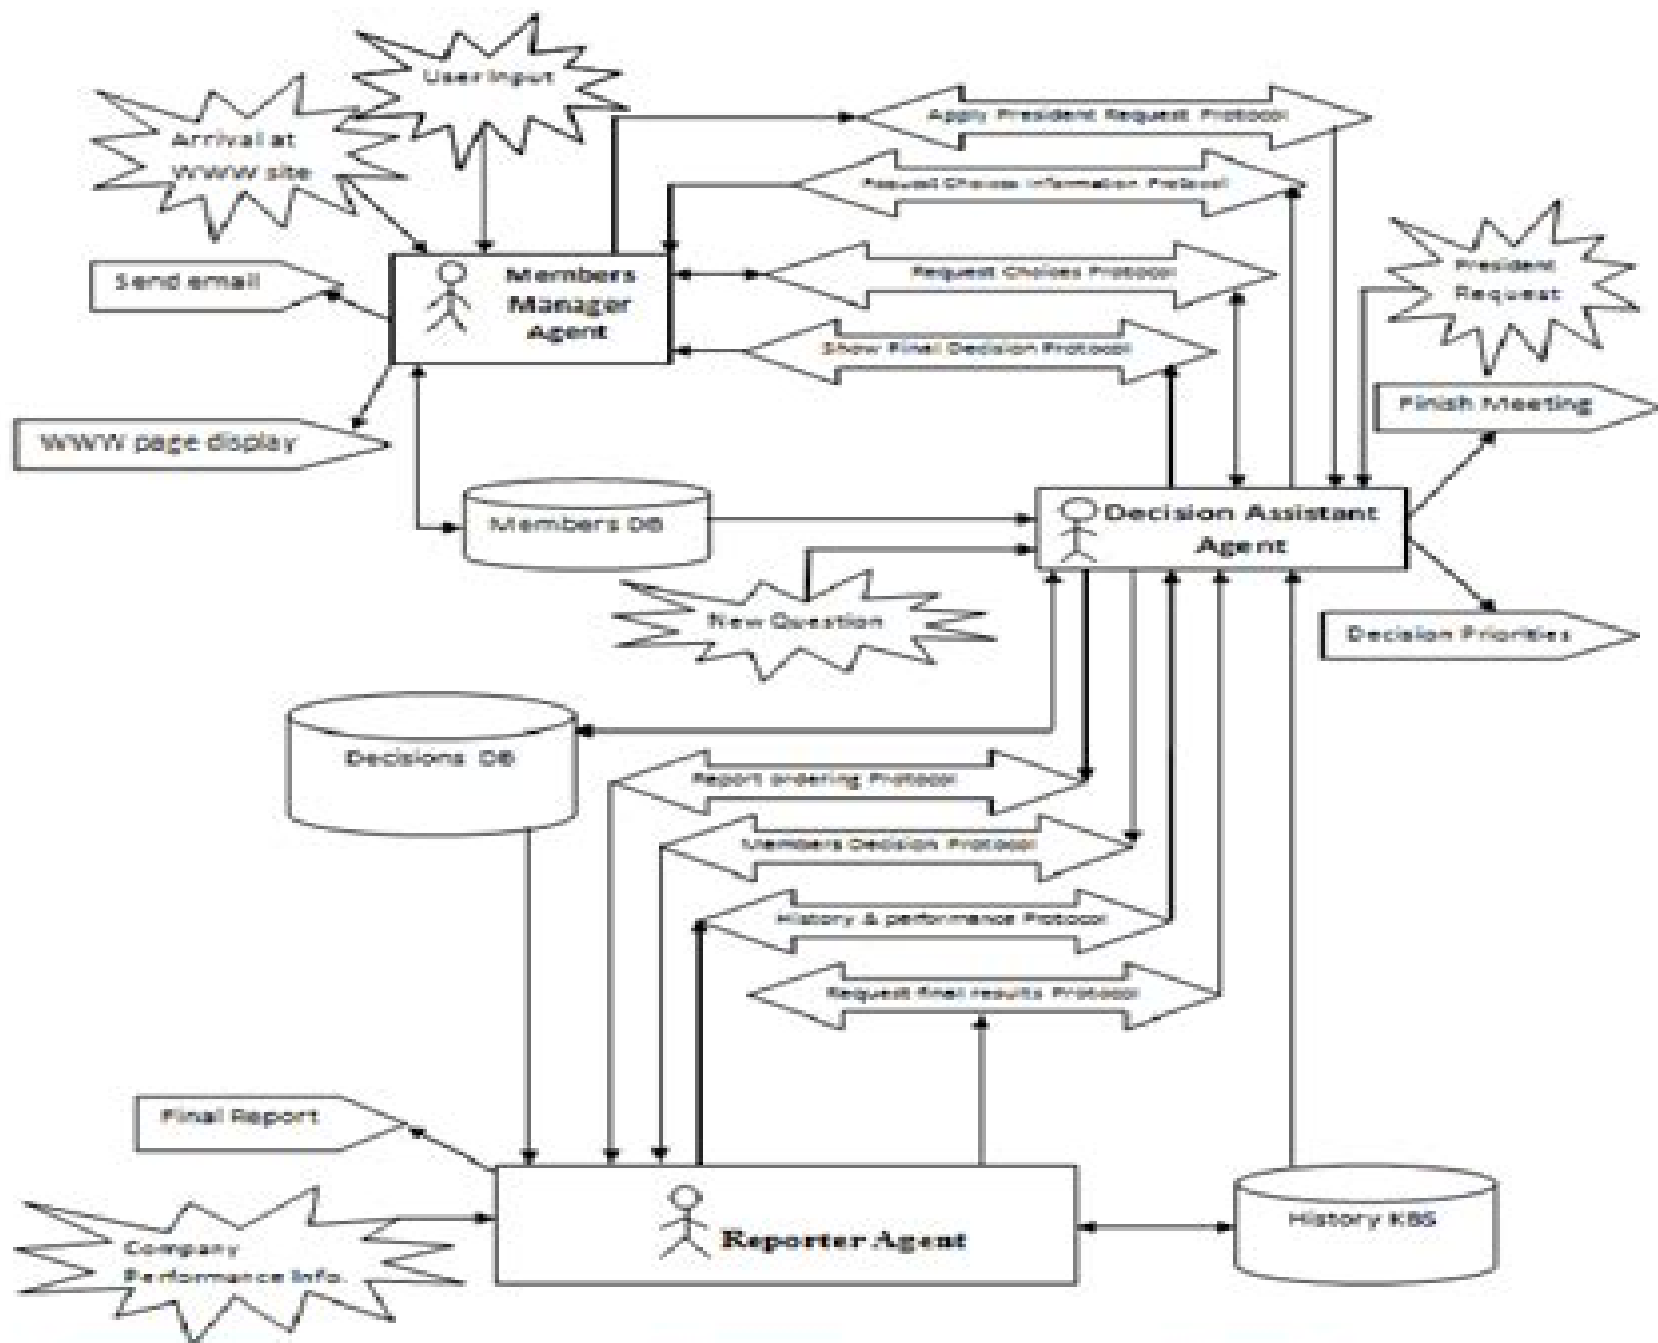 User Input
Apply President Request Protocol
Arrival at
WWW site
Request Choices Information Protocol
Send email
Members
Manager
Agent
Request Choices Protocol
President
Request
Show Final Decision Protocol
Finish Meeting
WWW page display
Members DB
Decision Assistant
Agent
New Question
Decision Priorities
Decisions DB
Report ordering Protocol
Members Decision Protocol
History & performance Protocol
Request final results Protocol
Final Report
Company
Performance Info.
Reporter Agent
History KBS